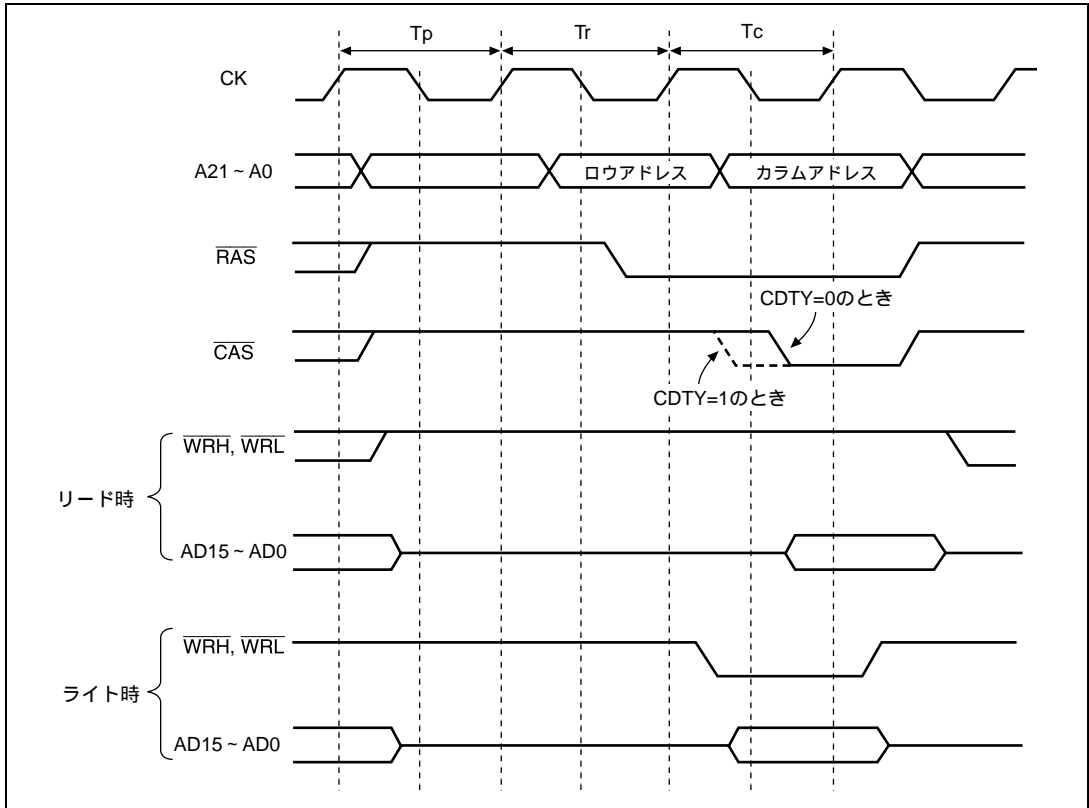 Tp Tr Tc
CK
A21 ~ A0 ロウアドレス カラムアドレス
RAS
CDTY=0のとき
CAS
CDTY=1のとき
WRH, WRL
リード時
AD15 ~ AD0
WRH, WRL
ライト時
AD15 ~ AD0